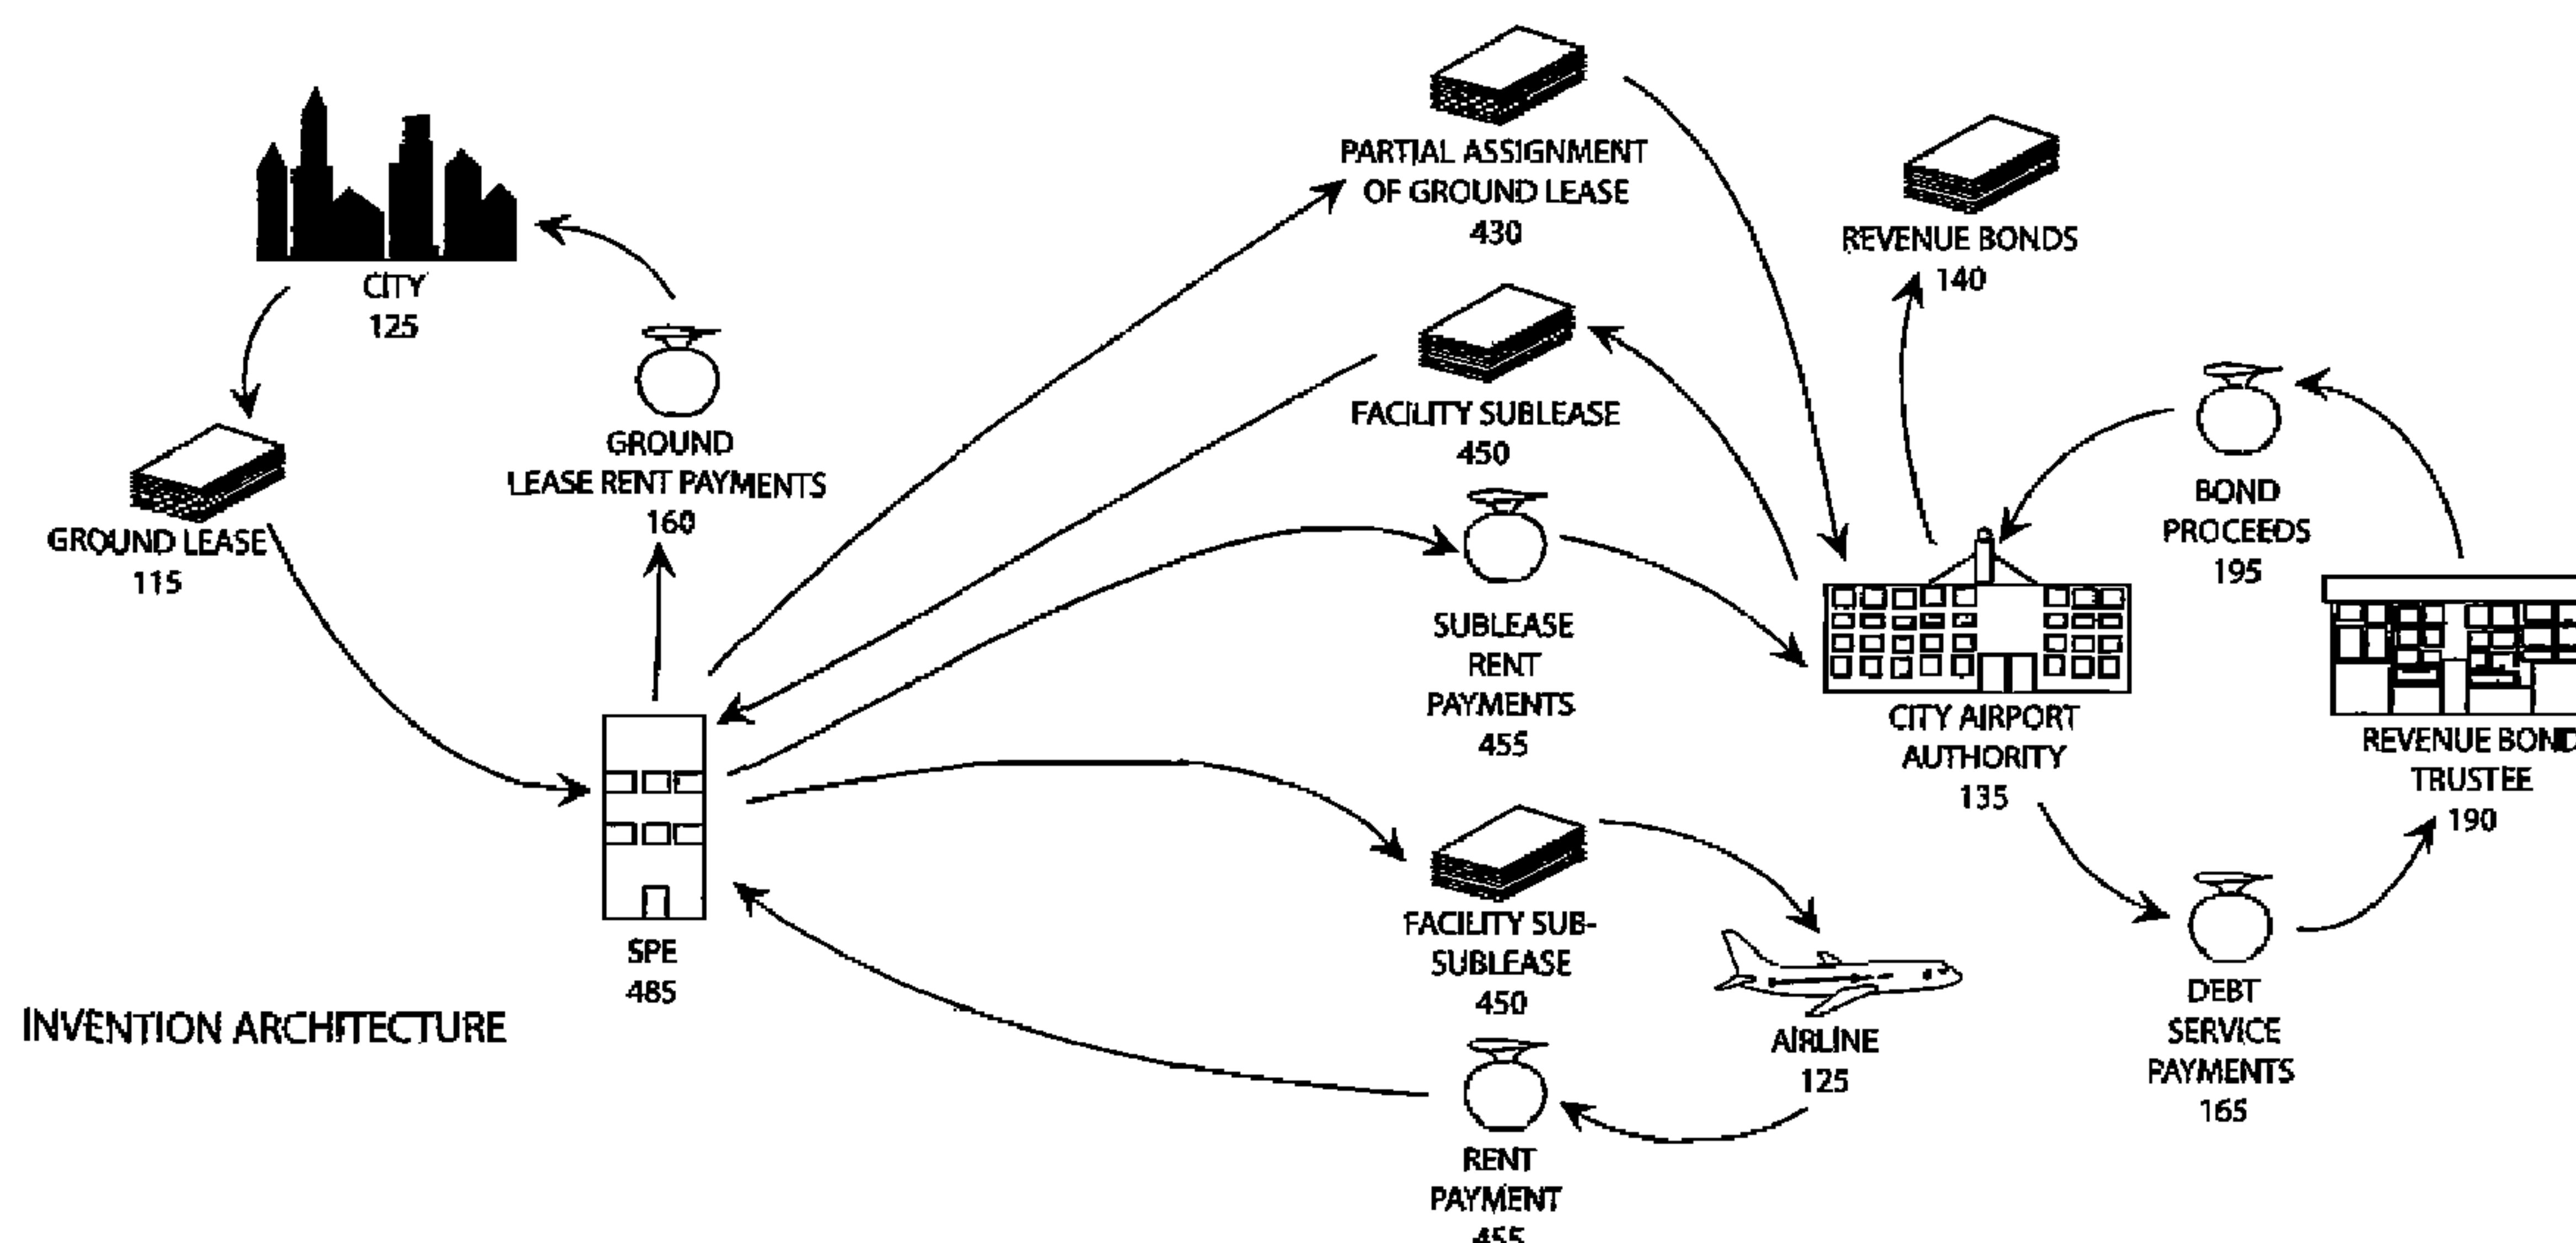 PARTIAL ASSIGNMENT
OF GROUND LEASE
430
REVENUE BONDS
140
CITY
125
FACILITY SUBLEASE
450
GROUND
LEASE RENT PAYMENTS
160
BOND
PROCEEDS
195
GROUND LEASE
115
SUBLEASE
RENT
PAYMENTS
455
CITY AIRPORT
AUTHORITY
135
REVENUE BOND
TRUSTEE
190
FACILITY SUB-
SUBLEASE
450
SPE
485
DEBT
SERVICE
PAYMENTS
165
INVENTION ARCHITECTURE
AIRLINE
125
RENT
PAYMENT
455